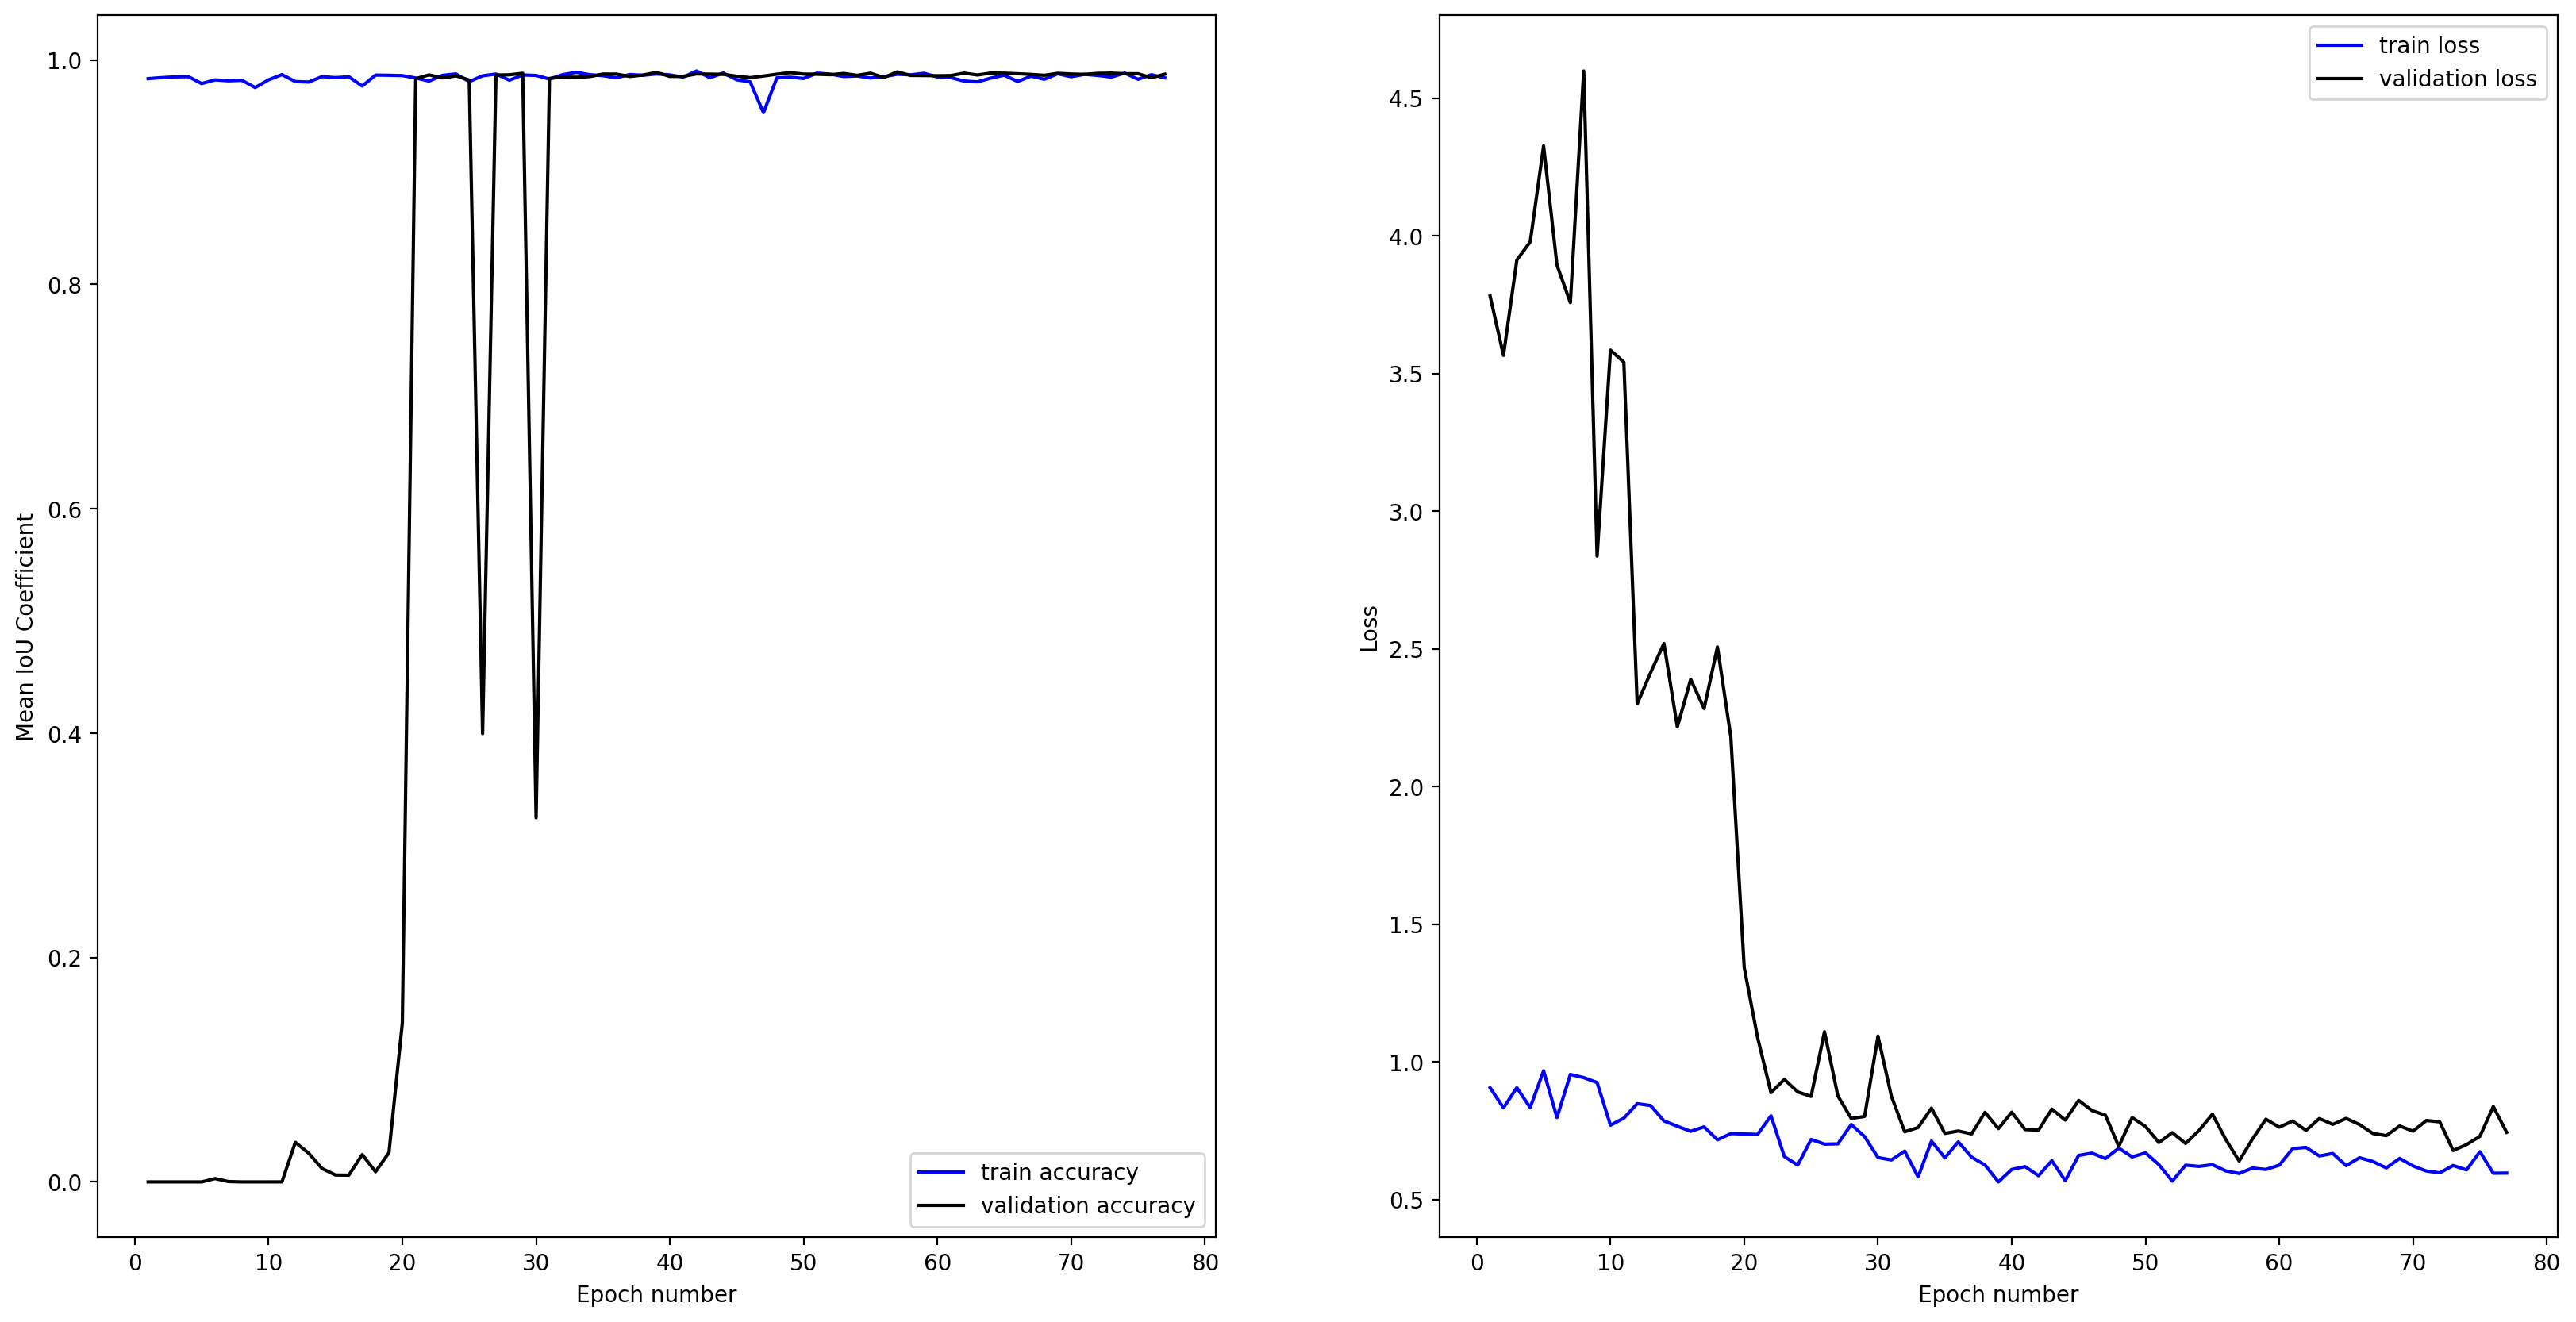 1.0
0.8
0.6
0.4
0.2
0.0
Mean IoU Coefficient
0 10 20 30 40 50 60 70 80
Epoch number
train accuracy
validation accuracy
4.5
4.0
3.5
3.0
2.5
2.0
1.5
1.0
0.5
Loss
0 10 20 30 40 50 60 70 80
Epoch number
train loss
validation loss